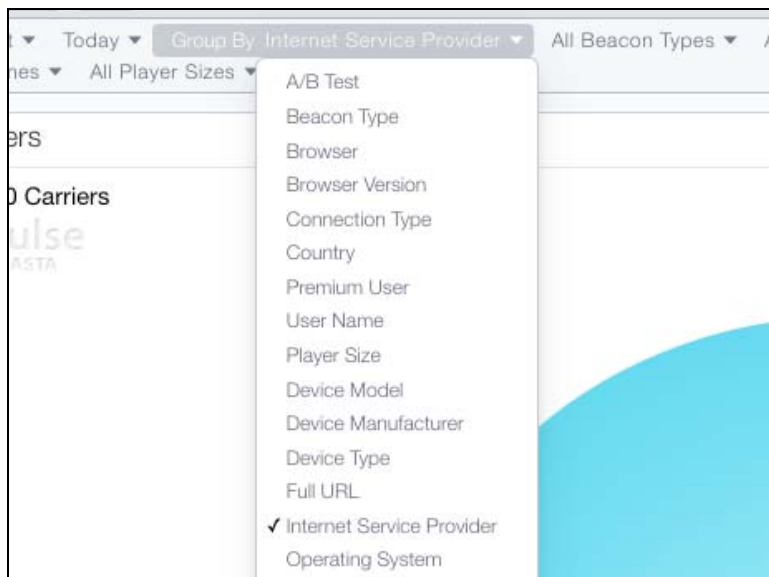 Today ▼ Group By Internet Service Provider ▼ All Beacon Types ▼
All Player Sizes ▼
0 Carriers
A/B Test
Beacon Type
Browser
Browser Version
Connection Type
Country
Premium User
User Name
Player Size
Device Model
Device Manufacturer
Device Type
Full URL
✓ Internet Service Provider
Operating System